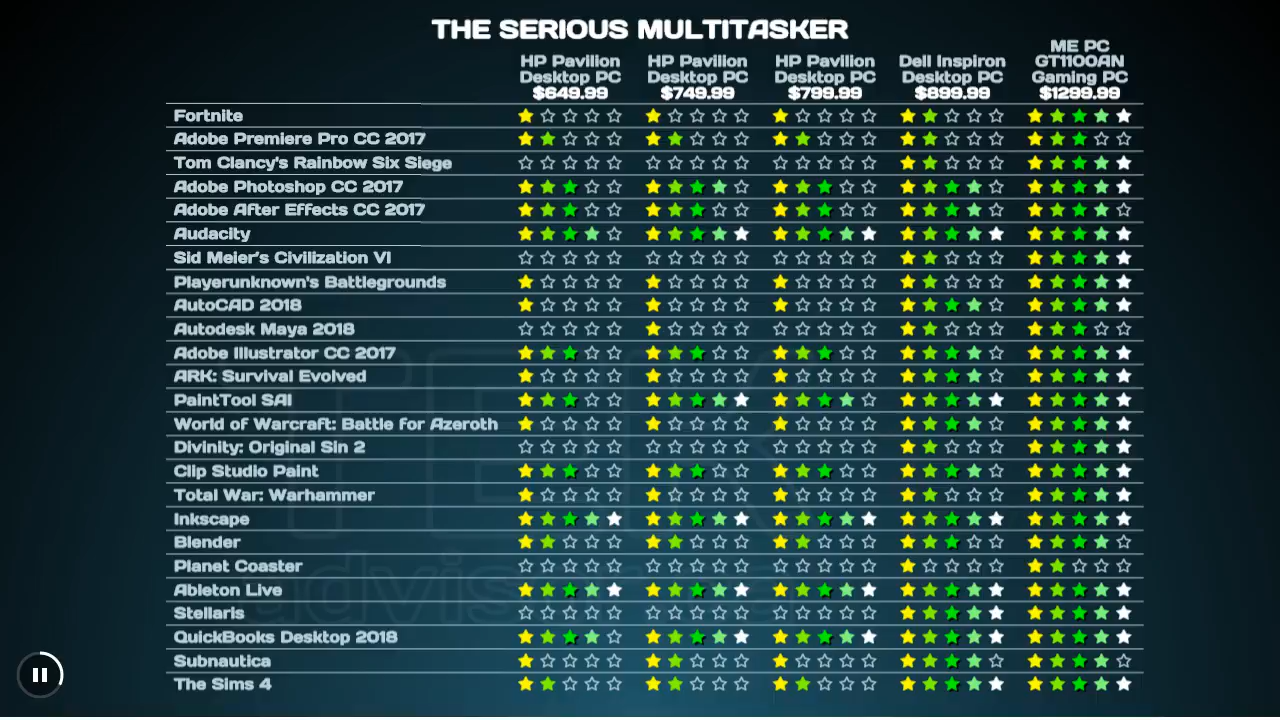 THE SERIOUS MULTITASKER
HP Pavilion Desktop PC $649.99
HP Pavilion Desktop PC $749.99
HP Pavilion Desktop PC $799.99
Dell Inspiron Desktop PC $899.99
ME PC GT1100AN Gaming PC $1299.99
Fortnite
Adobe Premiere Pro CC 2017
Tom Clancy's Rainbow Six Siege
Adobe Photoshop CC 2017
Adobe After Effects CC 2017
Audacity
Sid Meier's Civilization VI
Playerunknown's Battlegrounds
AutoCAD 2018
Autodesk Maya 2018
Adobe Illustrator CC 2017
ARK: Survival Evolved
PaintTool SAI
World of Warcraft: Battle for Azeroth
Divinity: Original Sin 2
Clip Studio Paint
Total War: Warhammer
Inkscape
Blender
Planet Coaster
Ableton Live
Stellaris
QuickBooks Desktop 2018
Subnautica
The Sims 4